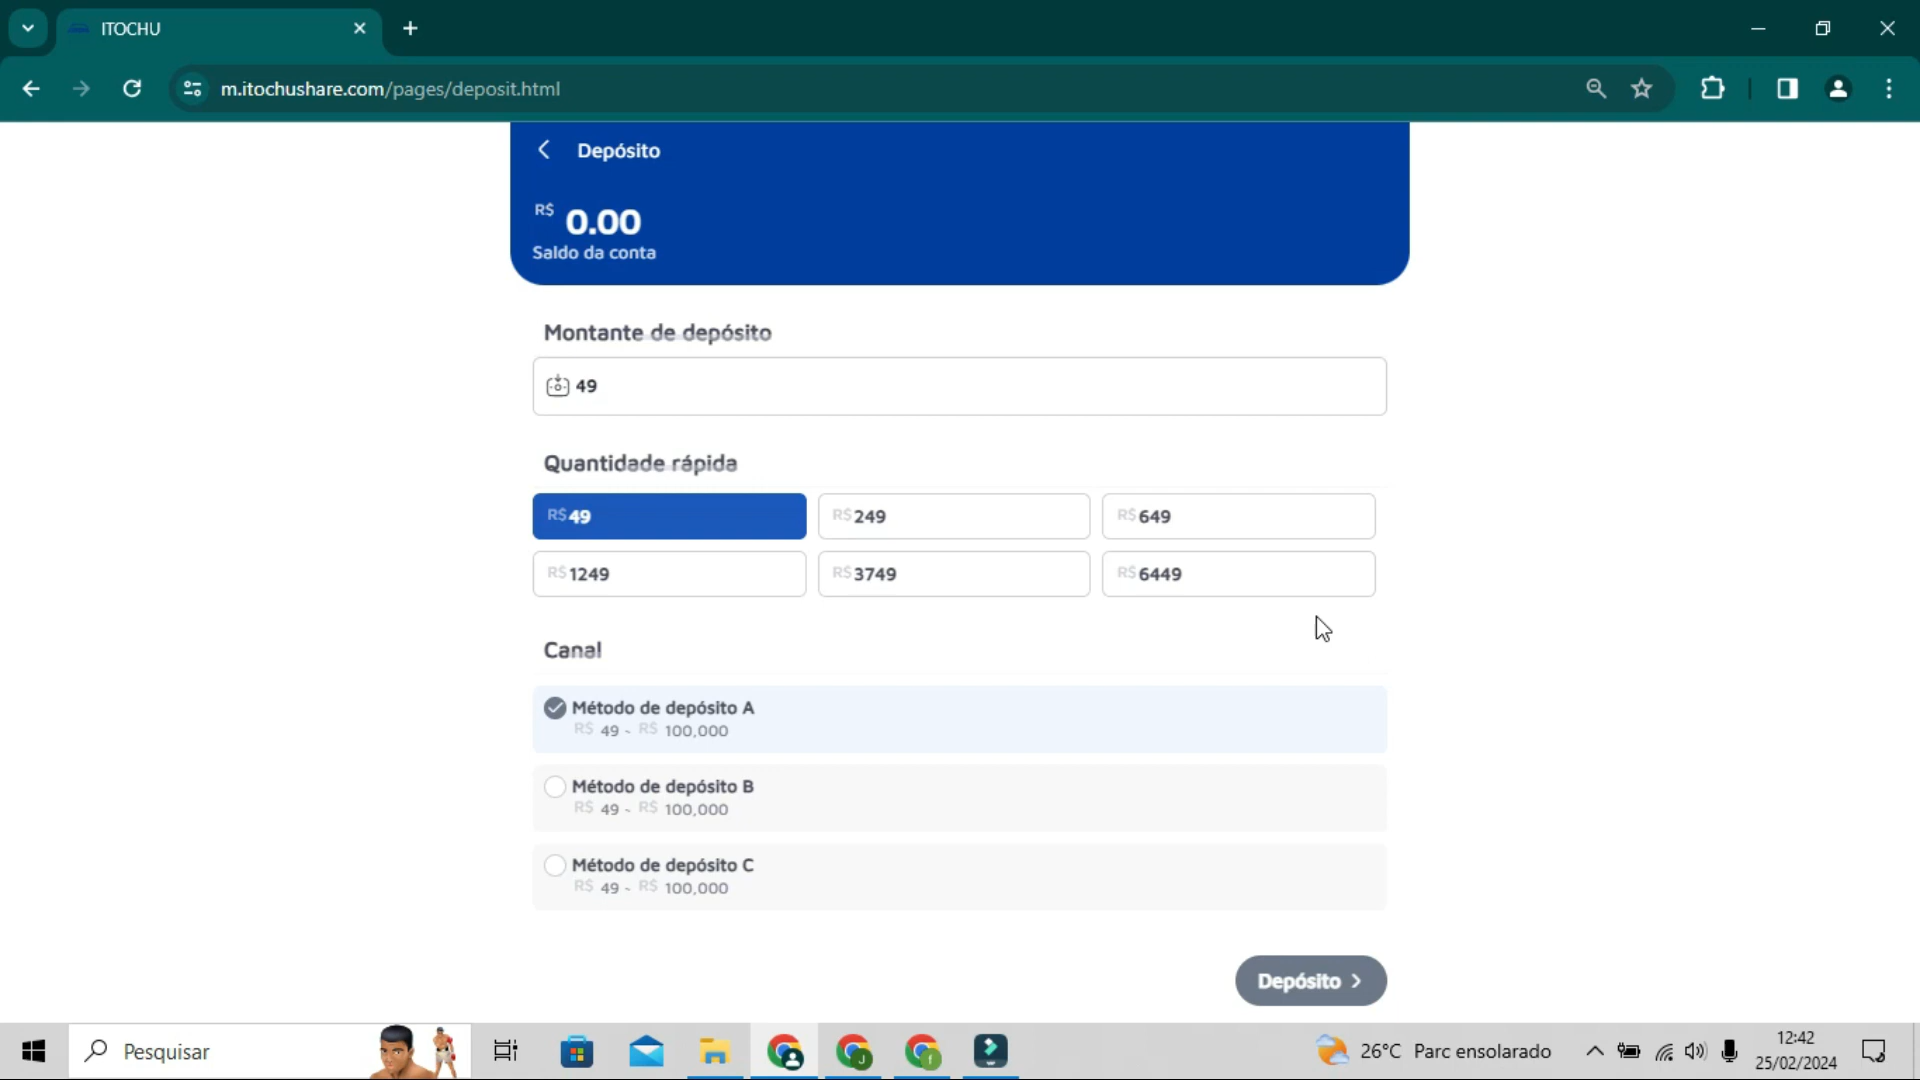 ITOCHU
m.itochushare.com/pages/deposit.html
Depósito
R$ 0.00
Saldo da conta
Montante de depósito
49
Quantidade rápida
R$ 49 R$ 249 R$ 649
R$ 1249 R$ 3749 R$ 6449
Canal
Método de depósito A
R$ 49 - R$ 100,000
Método de depósito B
R$ 49 - R$ 100,000
Método de depósito C
R$ 49 - R$ 100,000
Depósito
Pesquisar
J
f
26°C Parc ensolarado
12:42
25/02/2024